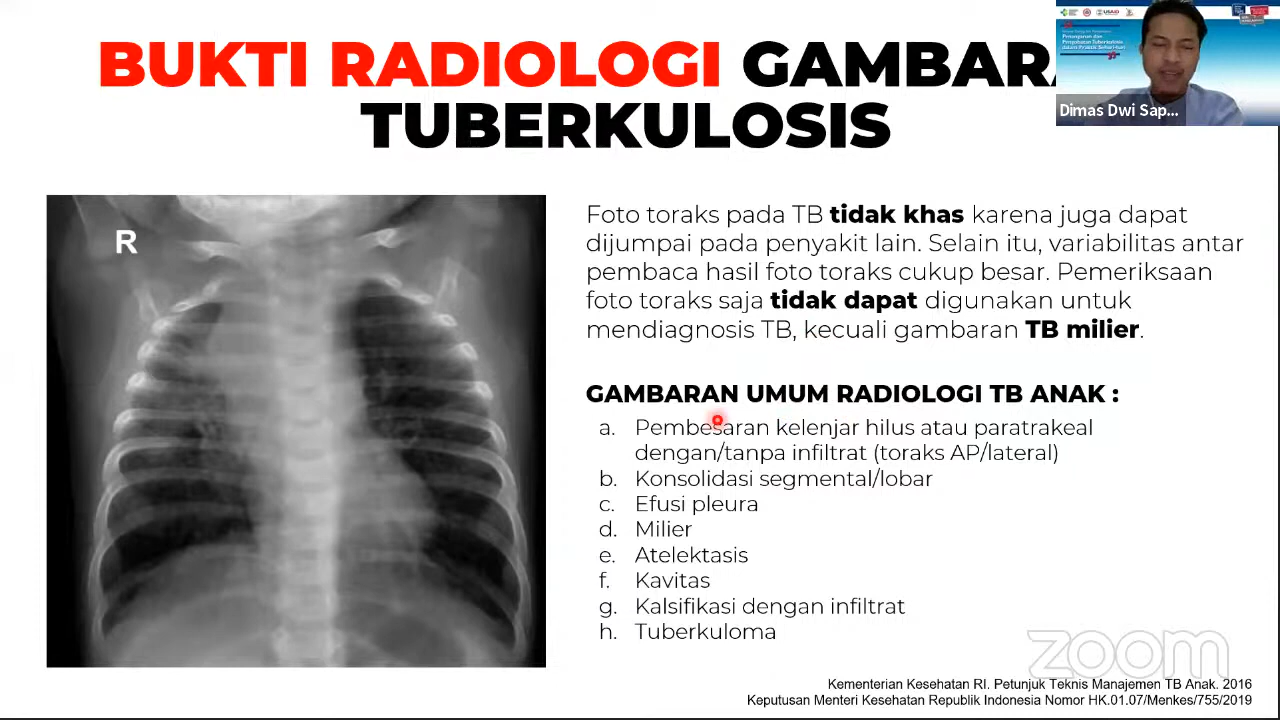 BUKTI RADIOLOGI GAMBARA
TUBERKULOSIS
USAID
Dimas Dwi Sap...
R
Foto toraks pada TB tidak khas karena juga dapat
dijumpai pada penyakit lain. Selain itu, variabilitas antar
pembaca hasil foto toraks cukup besar. Pemeriksaan
foto toraks saja tidak dapat digunakan untuk
mendiagnosis TB, kecuali gambaran TB milier.
GAMBARAN UMUM RADIOLOGI TB ANAK :
a. Pembesaran kelenjar hilus atau paratrakeal
dengan/tanpa infiltrat (toraks AP/lateral)
b. Konsolidasi segmental/lobar
c. Efusi pleura
d. Milier
e. Atelektasis
f. Kavitas
g. Kalsifikasi dengan infiltrat
h. Tuberkuloma
zoom
Kementerian Kesehatan RI. Petunjuk Teknis Manajemen TB Anak. 2016
Keputusan Menteri Kesehatan Republik Indonesia Nomor HK.01.07/Menkes/755/2019